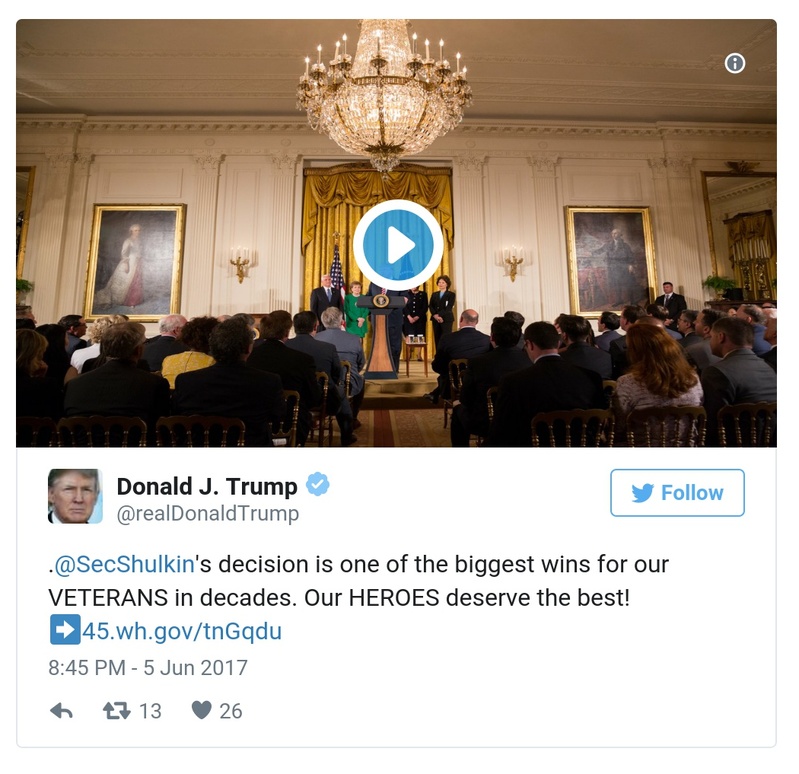 Donald J. Trump
@realDonaldTrump
Follow
.@SecShulkin's decision is one of the biggest wins for our
VETERANS in decades. Our HEROES deserve the best!
➡45.wh.gov/tnGqdu
8:45 PM - 5 Jun 2017
13 26